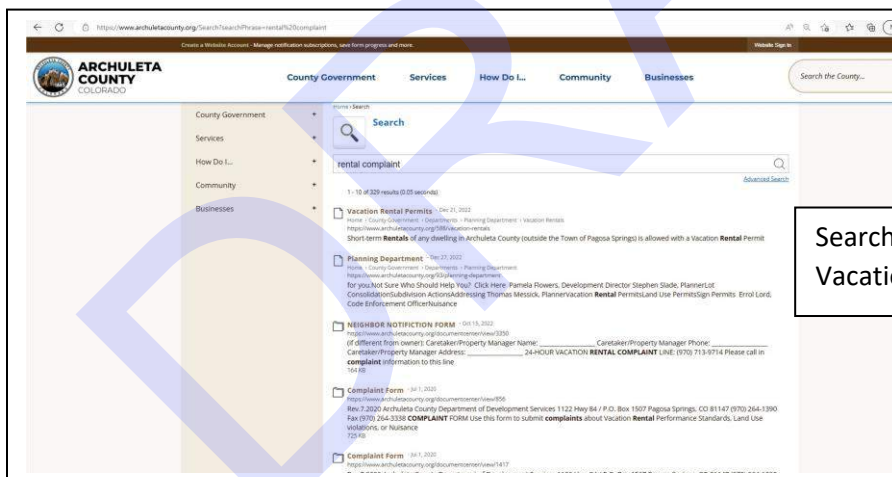 https://www.archuletacounty.org/Search?searchPhrase=rental%20complaint
Create a Website Account - Manage notification subscriptions, save form progress and more.
Website Sign In
ARCHULETA
COUNTY
COLORADO
County Government
Services
How Do I...
Community
Businesses
Search the County...
County Government
Services
How Do I...
Community
Businesses
Home › Search
Search
rental complaint
Advanced Search
1 - 10 of 329 results (0.05 seconds)
Vacation Rental Permits - Dec 21, 2022
Home › County Government › Departments › Planning Department › Vacation Rentals
https://www.archuletacounty.org/598/vacation-rentals
Short-term Rentals of any dwelling in Archuleta County (outside the Town of Pagosa Springs) is allowed with a Vacation Rental Permit
Planning Department - Dec 27, 2022
Home › County Government › Departments › Planning Department
https://www.archuletacounty.org/93/planning-department
for you.Not Sure Who Should Help You? Click Here Pamela Flowers, Development Director Stephen Slade, PlannerLot
ConsolidationSubdivision ActionsAddressing Thomas Messick, PlannerVacation Rental PermitsLand Use PermitsSign Permits Errol Lord,
Code Enforcement OfficerNuisance
NEIGHBOR NOTIFICTION FORM - Oct 15, 2022
https://www.archuletacounty.org/documentcenter/view/3350
(if different from owner): Caretaker/Property Manager Name: ____________ Caretaker/Property Manager Phone: ____________
Caretaker/Property Manager Address: ____________ 24-HOUR VACATION RENTAL COMPLAINT LINE: (970) 713-9714 Please call in
complaint information to this line
164 KB
Complaint Form - Jul 1, 2020
https://www.archuletacounty.org/documentcenter/view/856
Rev.7.2020 Archuleta County Department of Development Services 1122 Hwy 84 / P.O. Box 1507 Pagosa Springs, CO 81147 (970) 264-1390
Fax (970) 264-3338 COMPLAINT FORM Use this form to submit complaints about Vacation Rental Performance Standards, Land Use
violations, or Nuisance
725 KB
Complaint Form - Jul 1, 2020
https://www.archuletacounty.org/documentcenter/view/1417
Search
Vacati